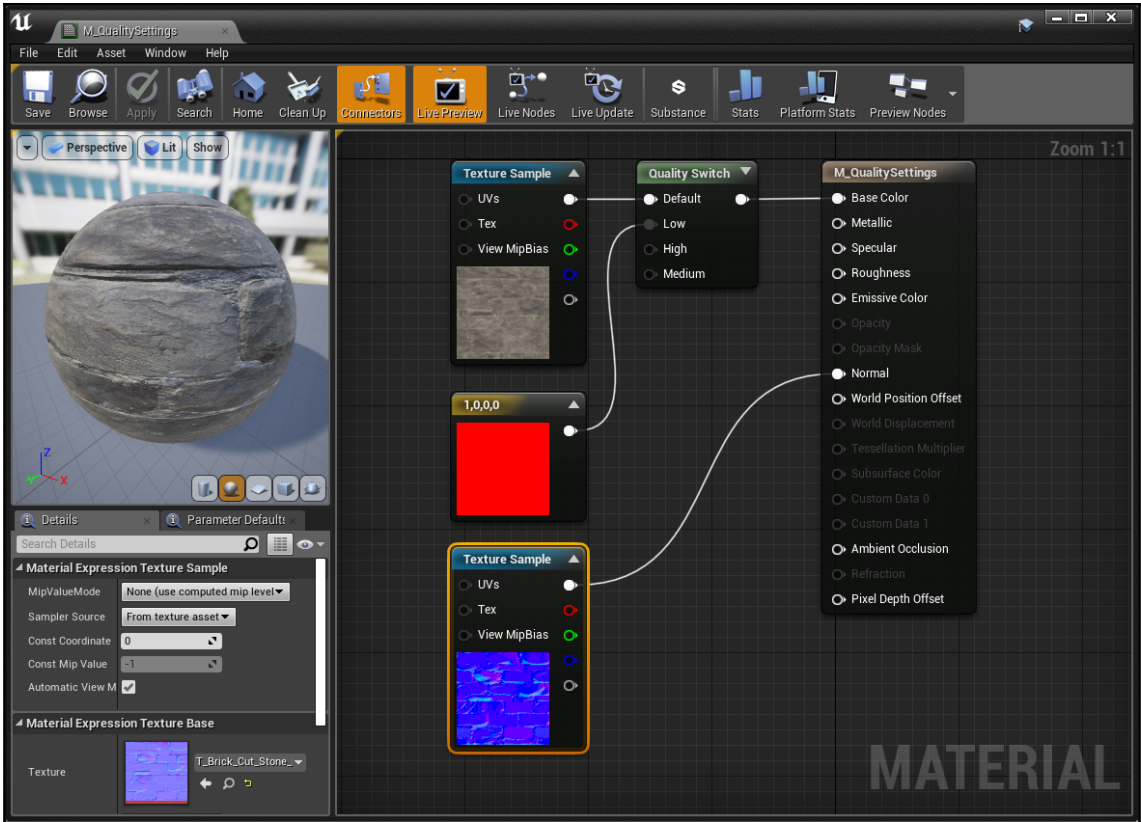 M_QualitySettings
File Edit Asset Window Help
Save Browse Apply Search Home Clean Up Connectors Live Preview Live Nodes Live Update Substance Stats Platform Stats Preview Nodes
Perspective Lit Show
Zoom 1:1
Texture Sample
UVs
Tex
View MipBias
Quality Switch
Default
Low
High
Medium
M_QualitySettings
Base Color
Metallic
Specular
Roughness
Emissive Color
Opacity
Opacity Mask
Normal
World Position Offset
World Displacement
Tessellation Multiplier
Subsurface Color
Custom Data 0
Custom Data 1
Ambient Occlusion
Refraction
Pixel Depth Offset
1,0,0,0
Texture Sample
UVs
Tex
View MipBias
Z
X
Details Parameter Defaults
Search Details
Material Expression Texture Sample
MipValueMode None (use computed mip level
Sampler Source From texture asset
Const Coordinate 0
Const Mip Value -1
Automatic View M
Material Expression Texture Base
Texture T_Brick_Cut_Stone_
MATERIAL